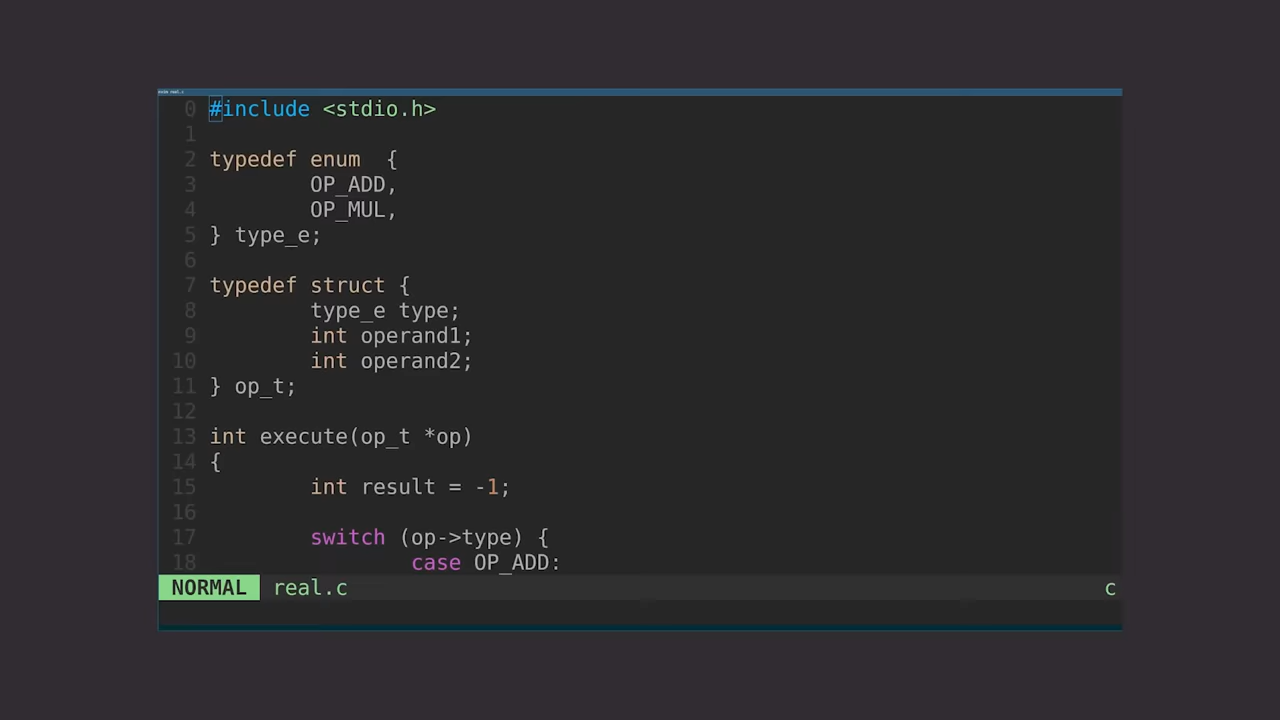 0 #include <stdio.h>
1
2 typedef enum  {
3         OP_ADD,
4         OP_MUL,
5 } type_e;
6
7 typedef struct {
8         type_e type;
9         int operand1;
10         int operand2;
11 } op_t;
12
13 int execute(op_t *op)
14 {
15         int result = -1;
16
17         switch (op->type) {
18                 case OP_ADD:
NORMAL real.c c